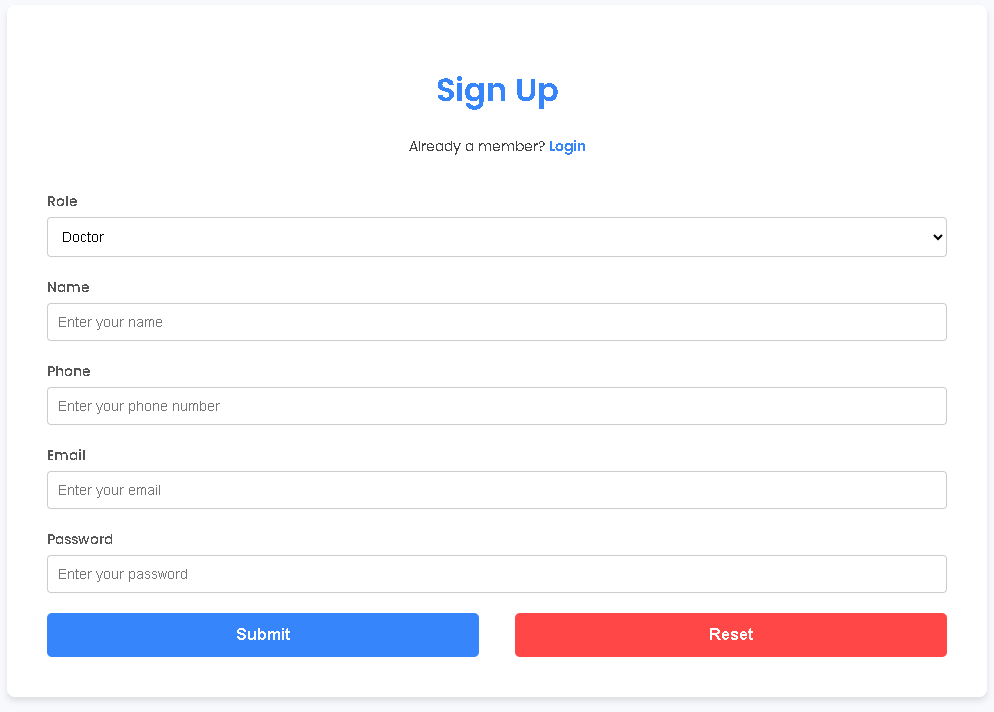 Sign Up
Already a member? Login
Role
Doctor
Name
Enter your name
Phone
Enter your phone number
Email
Enter your email
Password
Enter your password
Submit Reset